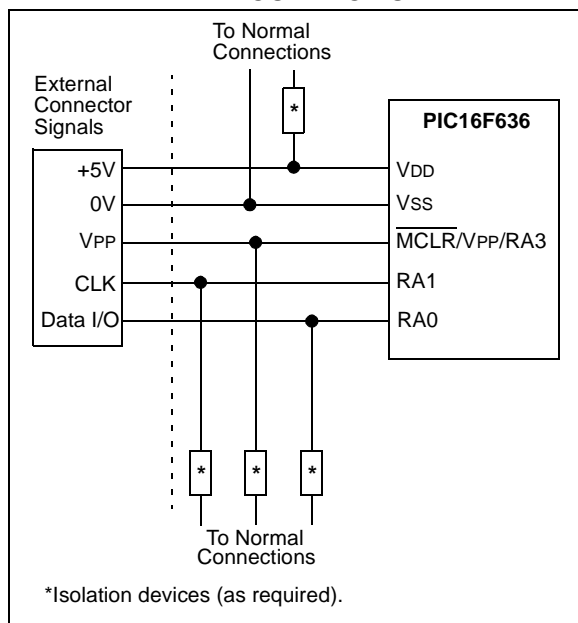 To Normal
Connections
External
Connector
Signals
*
PIC16F636
+5V
VDD
0V
VSS
VPP
MCLR/VPP/RA3
CLK
RA1
Data I/O
RA0
* * *
To Normal
Connections
*Isolation devices (as required).